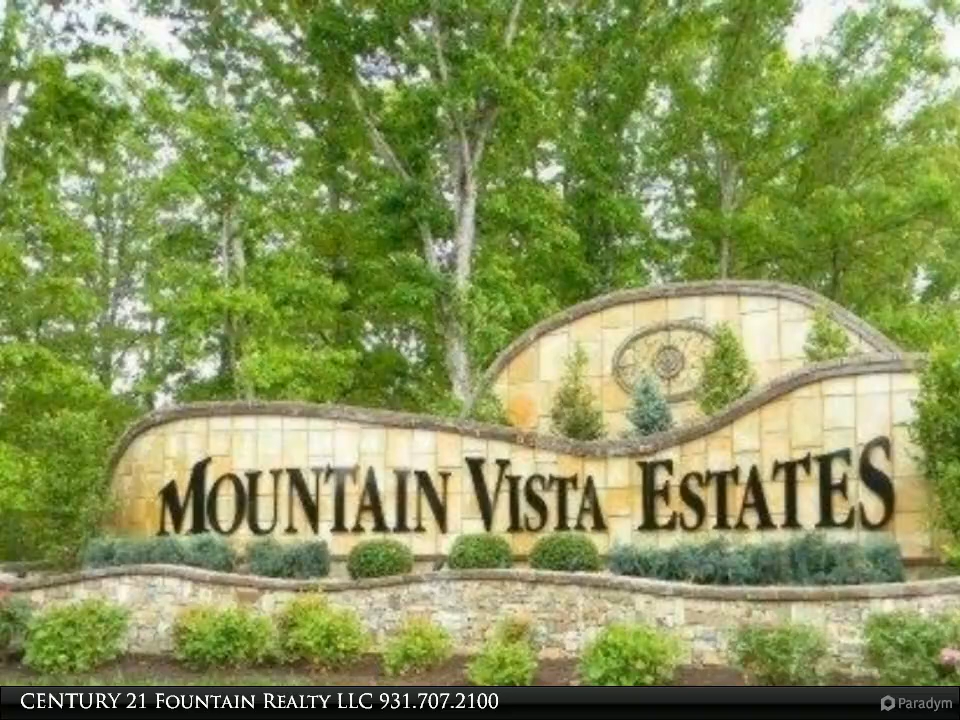 MOUNTAIN VISTA ESTATES
CENTURY 21 FOUNTAIN REALTY LLC 931.707.2100
Paradym